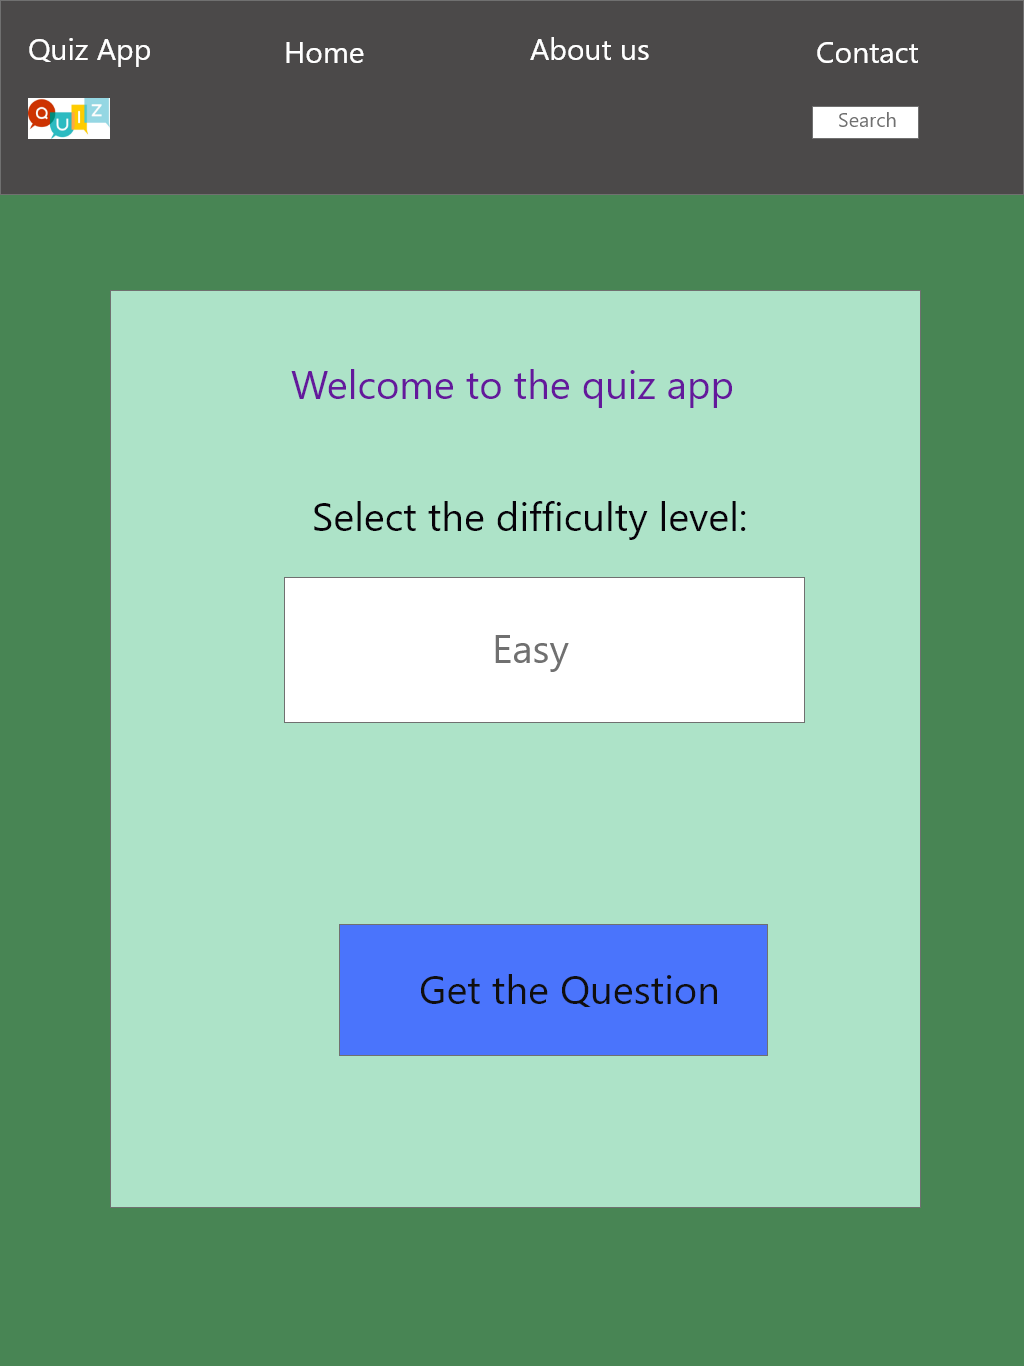 Quiz App
Home
About us
Contact
QUIZ
Search
Welcome to the quiz app
Select the difficulty level:
Easy
Get the Question